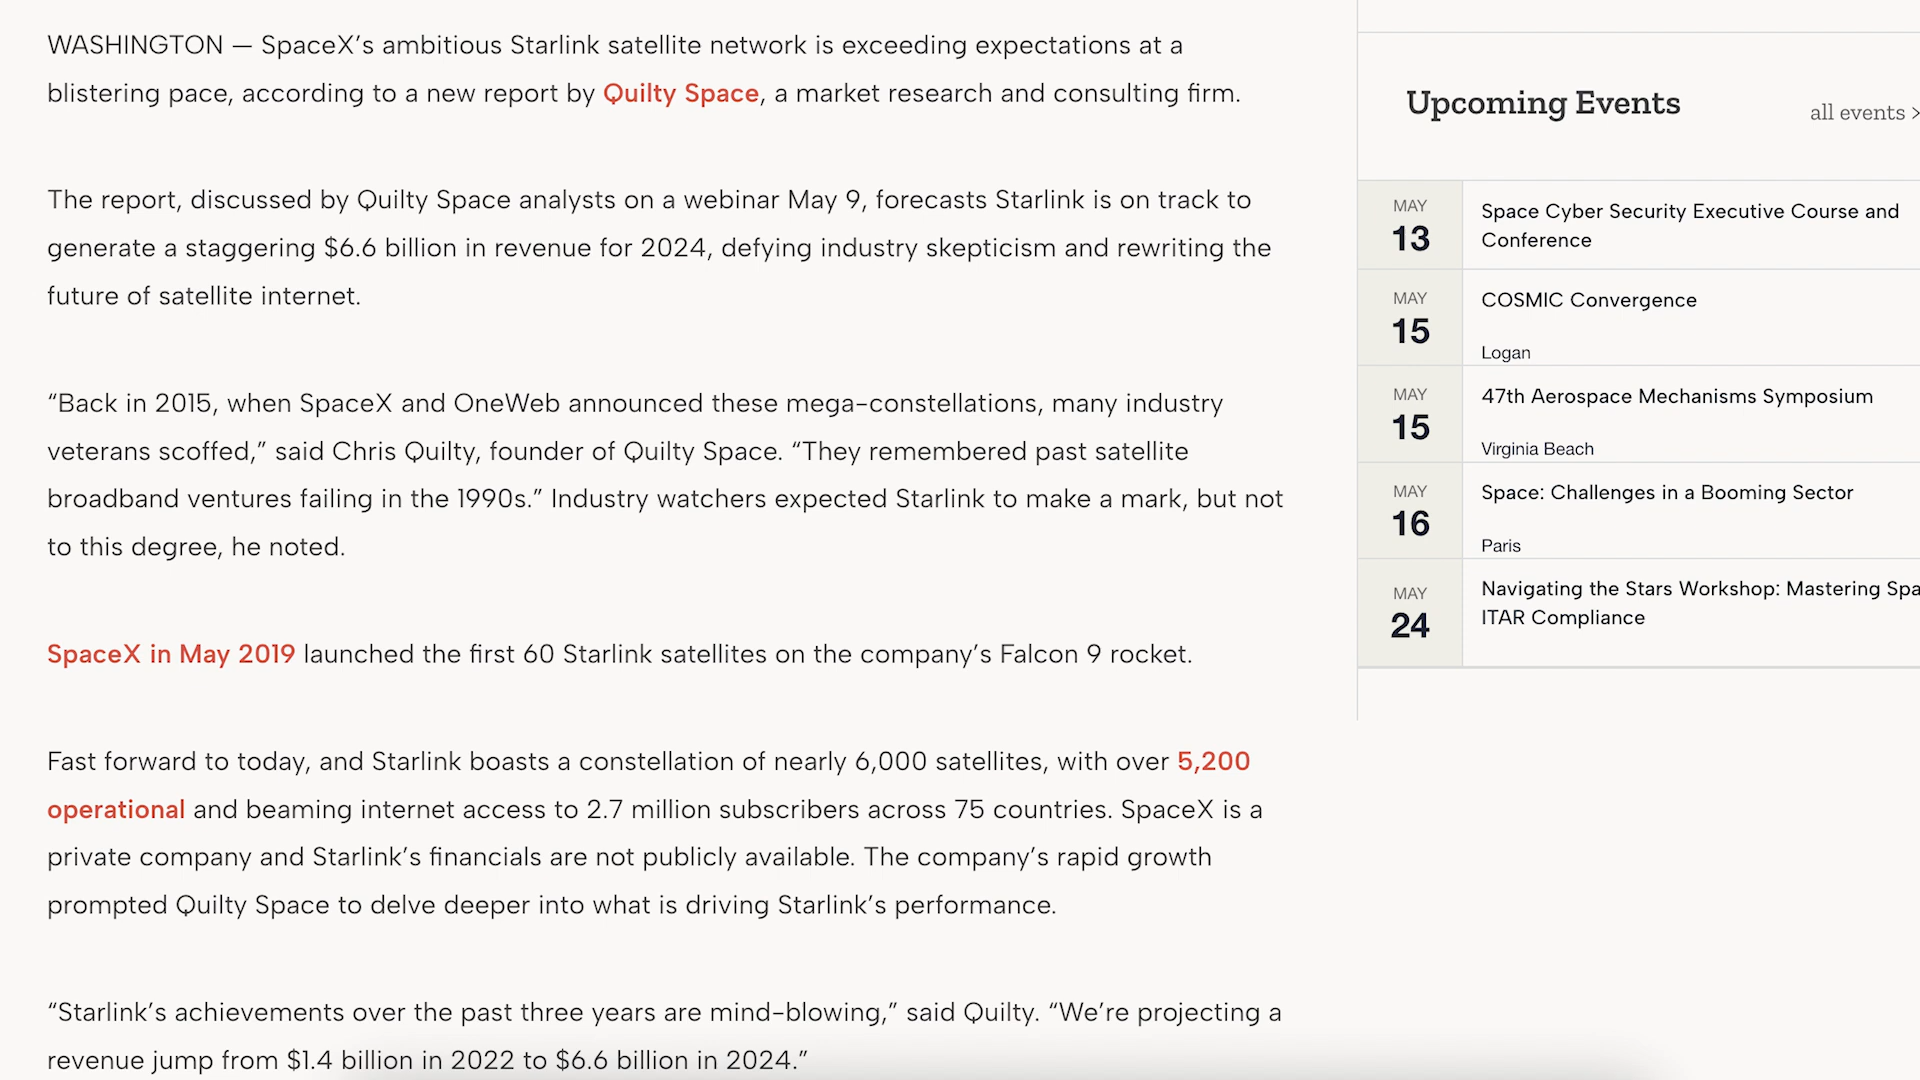 WASHINGTON — SpaceX’s ambitious Starlink satellite network is exceeding expectations at a
blistering pace, according to a new report by Quilty Space, a market research and consulting firm.
The report, discussed by Quilty Space analysts on a webinar May 9, forecasts Starlink is on track to
generate a staggering $6.6 billion in revenue for 2024, defying industry skepticism and rewriting the
future of satellite internet.
“Back in 2015, when SpaceX and OneWeb announced these mega-constellations, many industry
veterans scoffed,” said Chris Quilty, founder of Quilty Space. “They remembered past satellite
broadband ventures failing in the 1990s.” Industry watchers expected Starlink to make a mark, but not
to this degree, he noted.
SpaceX in May 2019 launched the first 60 Starlink satellites on the company’s Falcon 9 rocket.
Fast forward to today, and Starlink boasts a constellation of nearly 6,000 satellites, with over 5,200
operational and beaming internet access to 2.7 million subscribers across 75 countries. SpaceX is a
private company and Starlink’s financials are not publicly available. The company’s rapid growth
prompted Quilty Space to delve deeper into what is driving Starlink’s performance.
“Starlink’s achievements over the past three years are mind-blowing,” said Quilty. “We’re projecting a
revenue jump from $1.4 billion in 2022 to $6.6 billion in 2024.”
Upcoming Events
all events >
MAY
13
Space Cyber Security Executive Course and
Conference
MAY
15
COSMIC Convergence
Logan
MAY
15
47th Aerospace Mechanisms Symposium
Virginia Beach
MAY
16
Space: Challenges in a Booming Sector
Paris
MAY
24
Navigating the Stars Workshop: Mastering Spa
ITAR Compliance